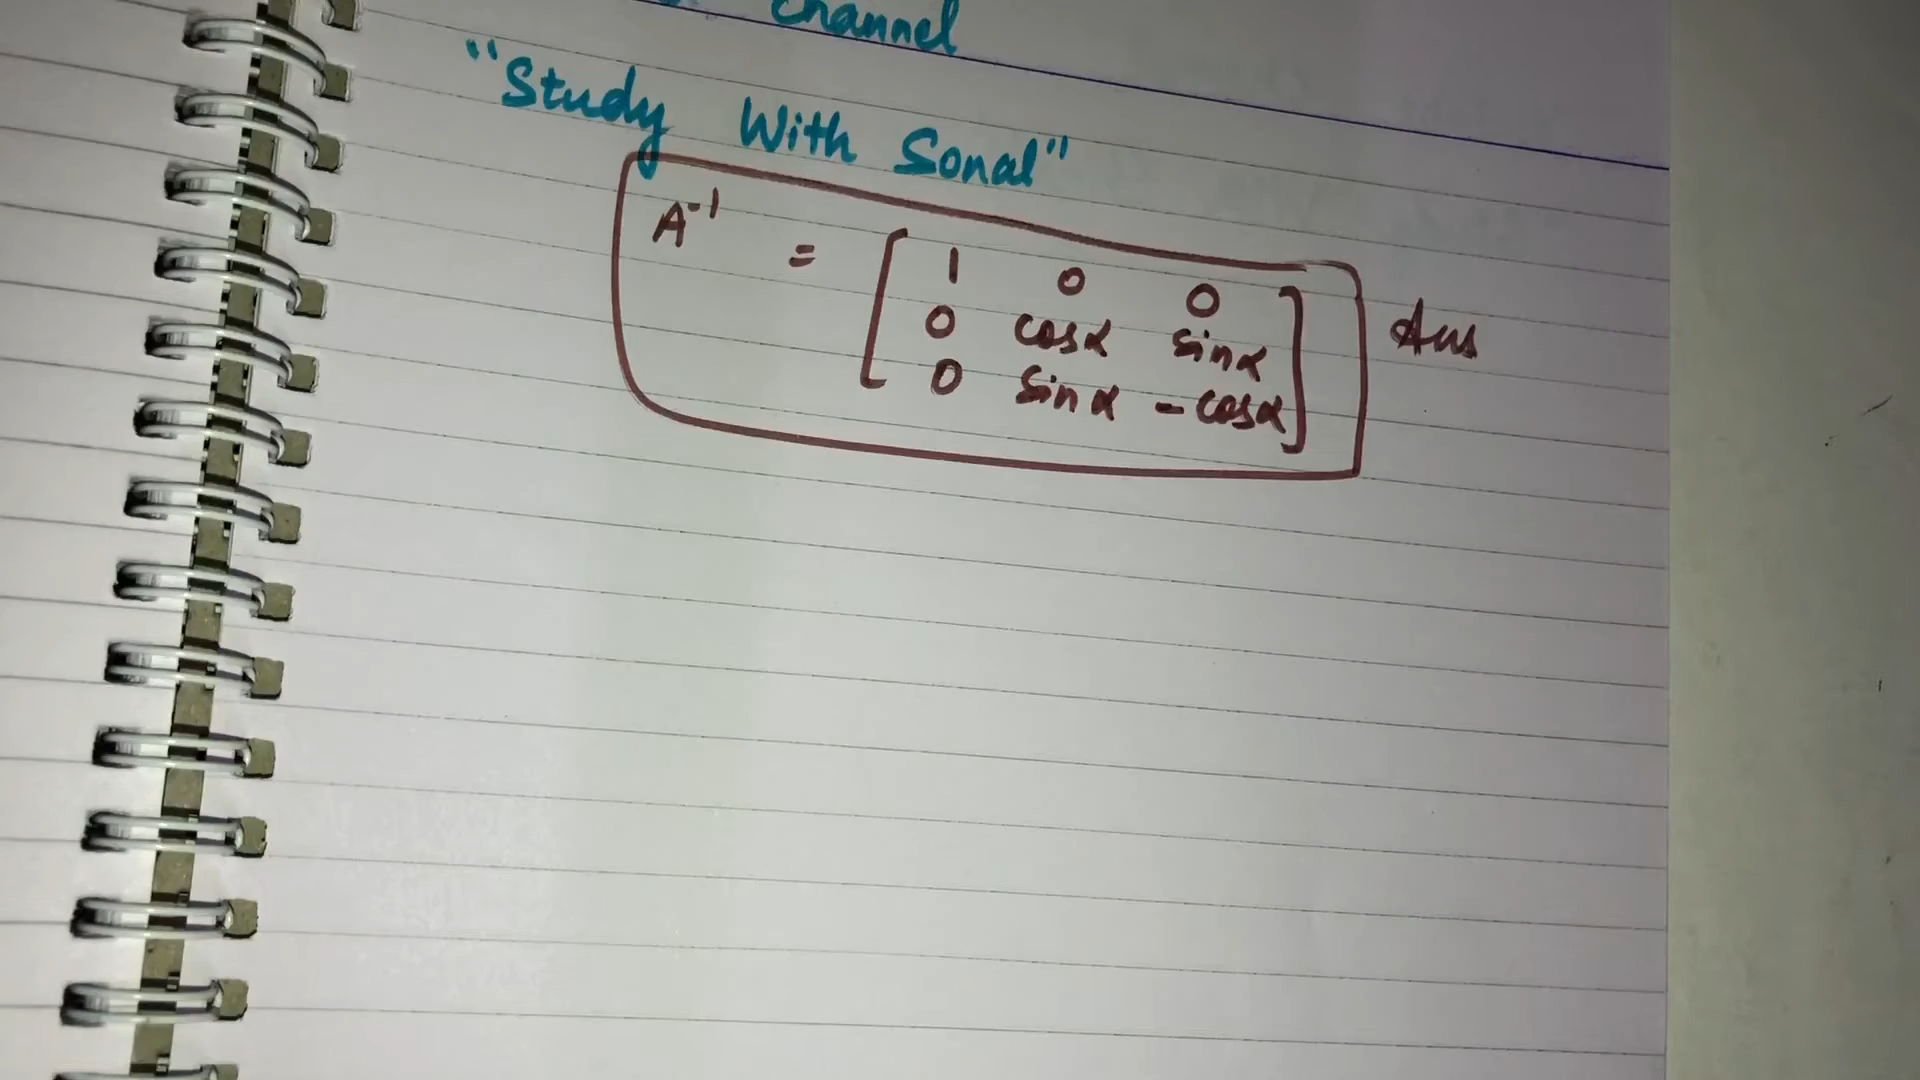 Channel
"Study With Sonal"
A⁻¹ = [ 1 0 0
0 cosα sinα
0 sinα - cosα ] Ans